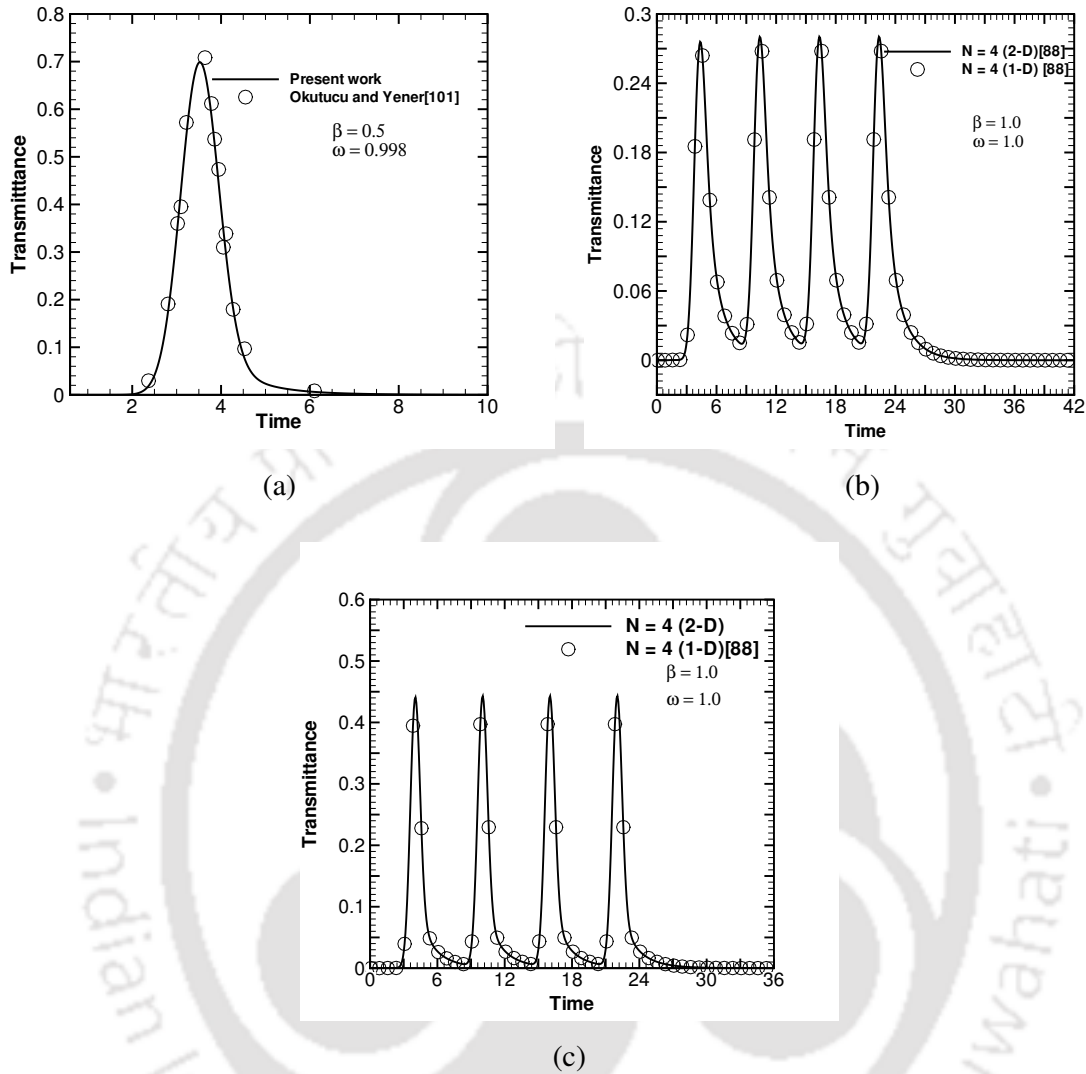 0.8
0.7
0.6
0.5
0.4
0.3
0.2
0.1
0
2 4 6 8 10
Time
Transmitttance
Present work
Okutucu and Yener[101]
β = 0.5
ω = 0.998
(a)
0.3
0.24
0.18
0.12
0.06
0
0 6 12 18 24 30 36 42
Time
Transmittance
N = 4 (2-D)[88]
N = 4 (1-D) [88]
β = 1.0
ω = 1.0
(b)
0.6
0.5
0.4
0.3
0.2
0.1
0
0 6 12 18 24 30 36
Time
Transmittance
N = 4 (2-D)
N = 4 (1-D)[88]
β = 1.0
ω = 1.0
(c)
Indian
wahati